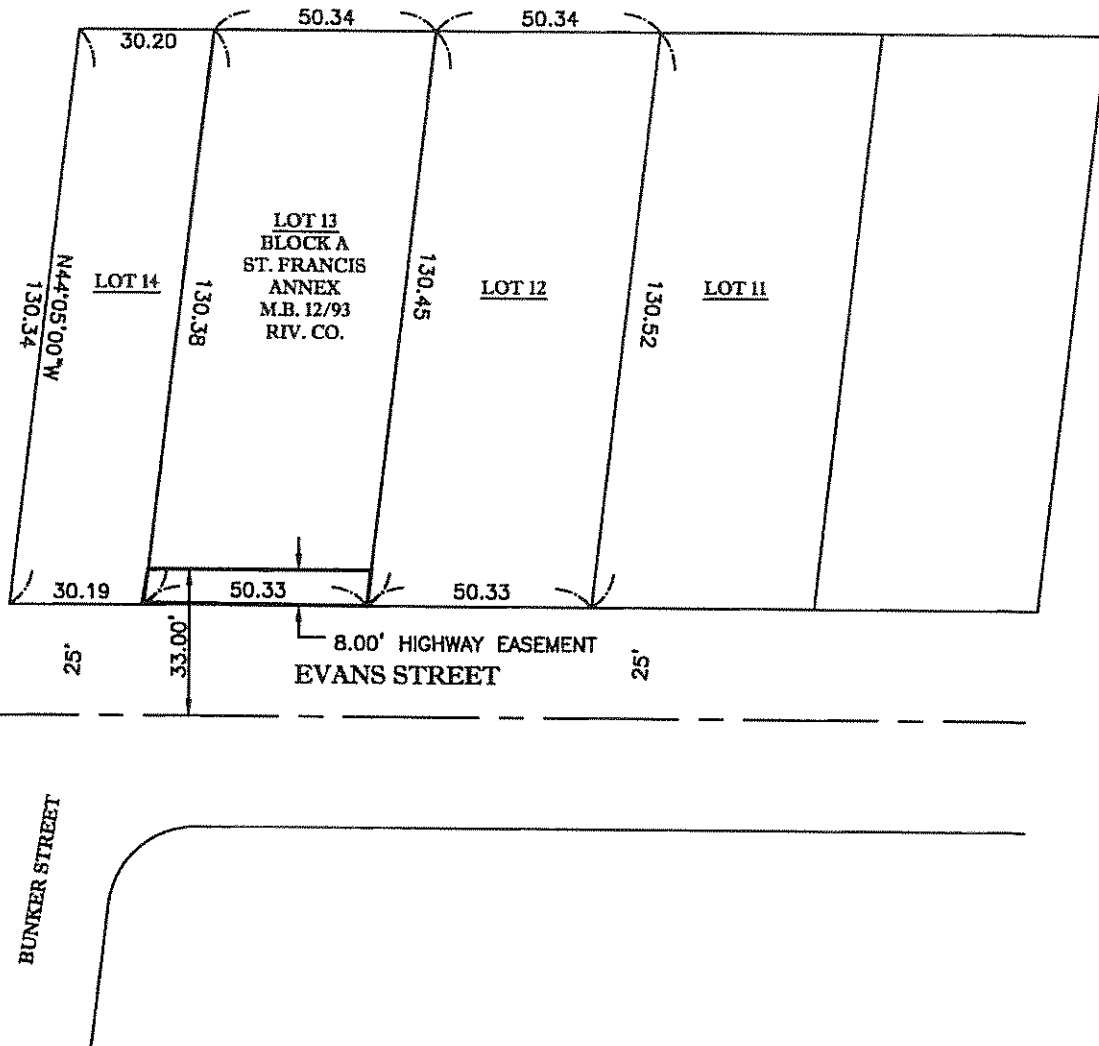 50.34
50.34
30.20
LOT 13
BLOCK A
ST. FRANCIS
ANNEX
M.B. 12/93
RIV. CO.
N44°05'00"W
130.34
LOT 14
130.38
130.45
LOT 12
130.52
LOT 11
30.19
50.33
50.33
8.00' HIGHWAY EASEMENT
25'
33.00'
EVANS STREET
25'
BUNKER STREET